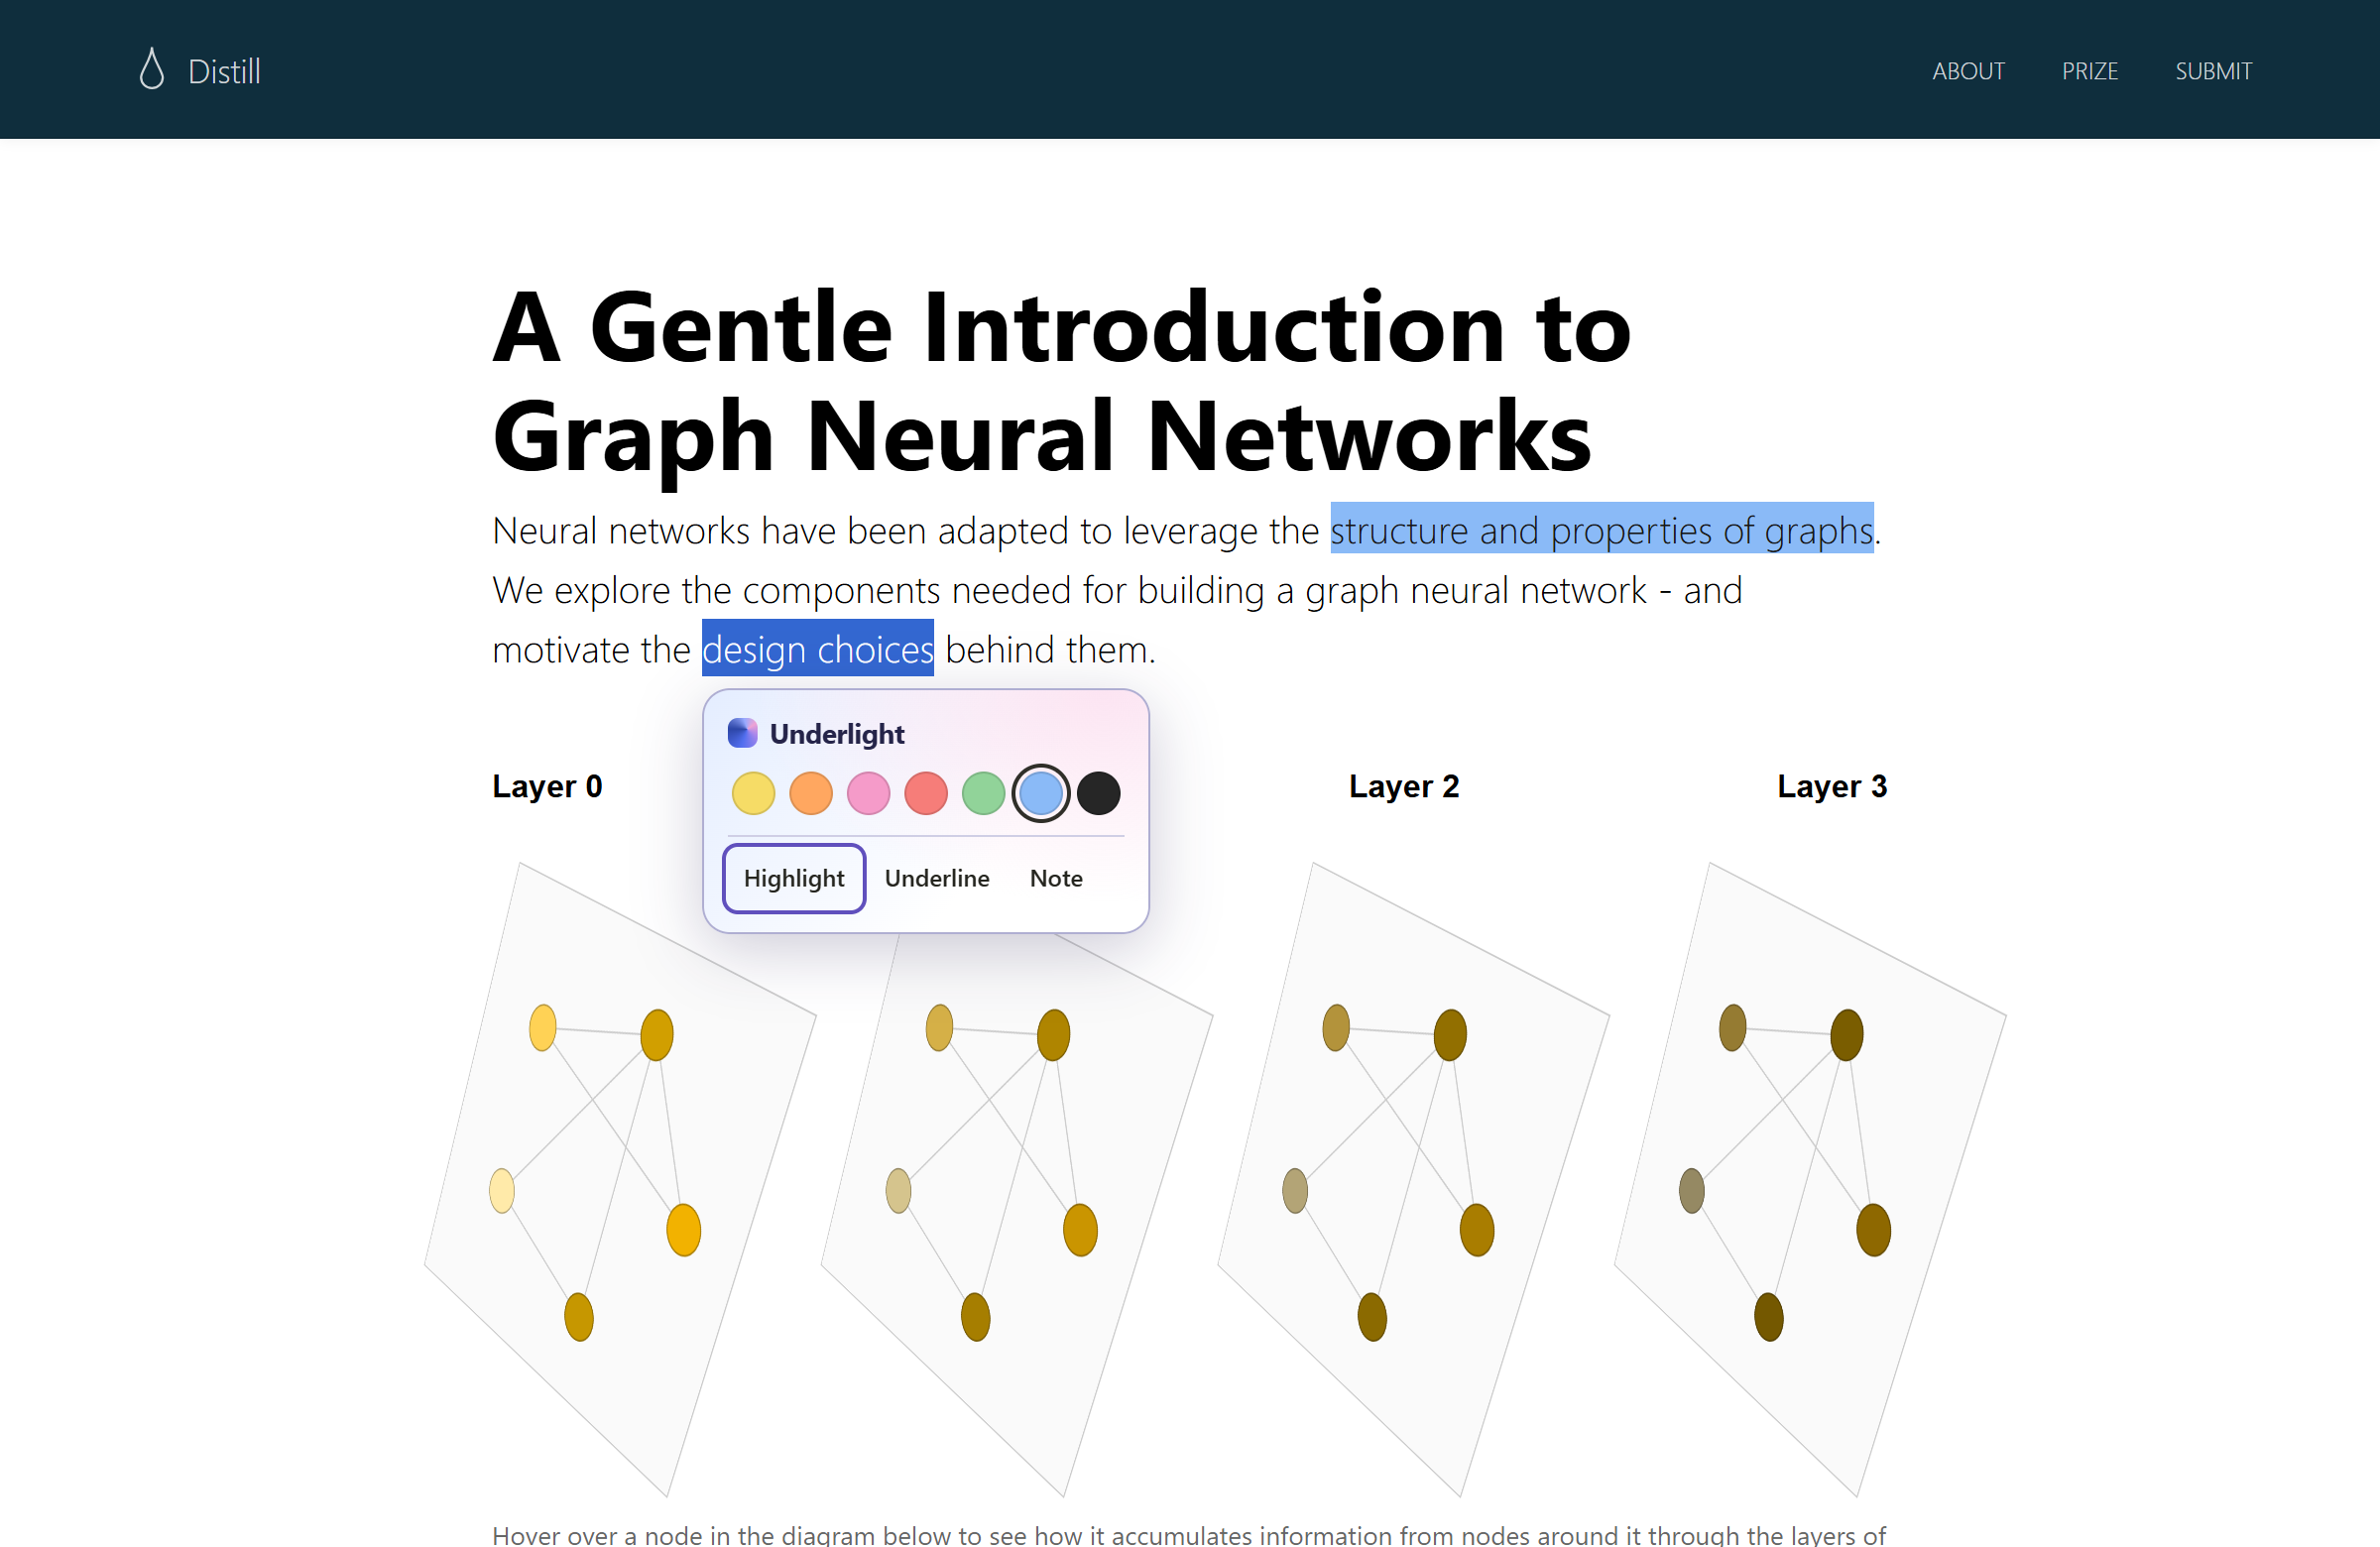 Distill
ABOUT PRIZE SUBMIT
A Gentle Introduction to
Graph Neural Networks
Neural networks have been adapted to leverage the structure and properties of graphs.
We explore the components needed for building a graph neural network - and
motivate the design choices behind them.
Underlight
Highlight Underline Note
Layer 0
Layer 2
Layer 3
Hover over a node in the diagram below to see how it accumulates information from nodes around it through the layers of